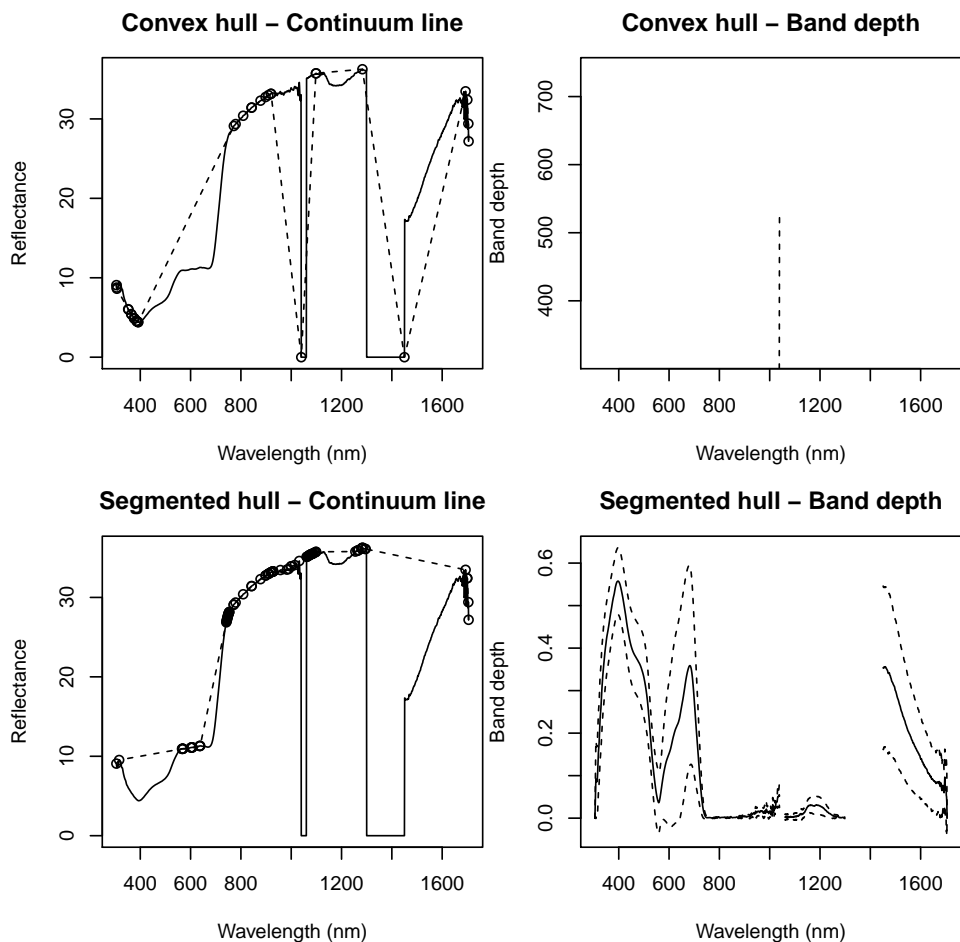 Convex hull – Continuum line
Reflectance
0 10 20 30
400 600 800 1200 1600
Wavelength (nm)
Convex hull – Band depth
Band depth
400 500 600 700
400 600 800 1200 1600
Wavelength (nm)
Segmented hull – Continuum line
Reflectance
0 10 20 30
400 600 800 1200 1600
Wavelength (nm)
Segmented hull – Band depth
Band depth
0.0 0.2 0.4 0.6
400 600 800 1200 1600
Wavelength (nm)